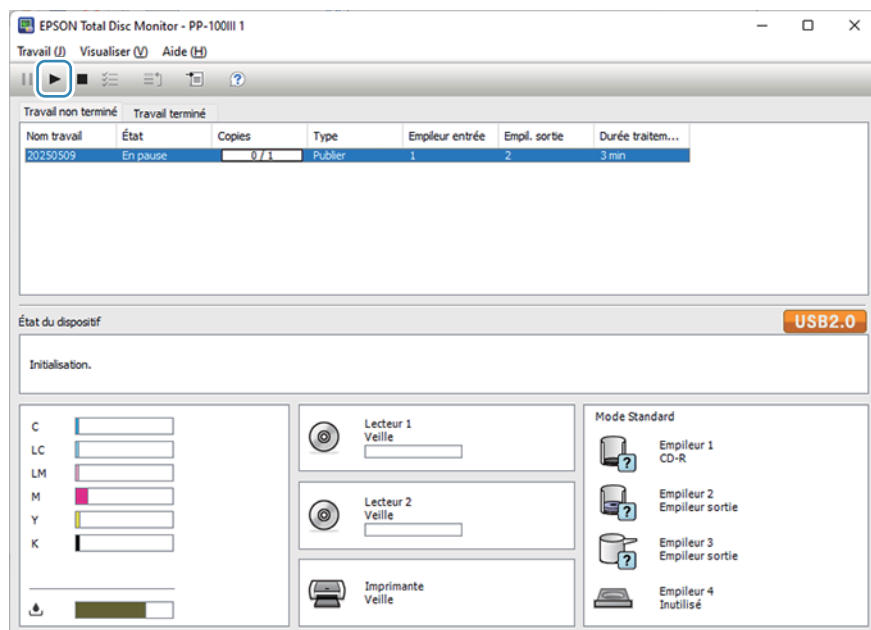 EPSON Total Disc Monitor - PP-100III 1
Travail (J) Visualiser (V) Aide (H)
Travail non terminé Travail terminé
Nom travail État Copies Type Empileur entrée Empil. sortie Durée traitem...
20250509 En pause 0 / 1 Publier 1 2 3 min
État du dispositif
USB2.0
Initialisation.
C
LC
LM
M
Y
K
Lecteur 1
Veille
Lecteur 2
Veille
Imprimante
Veille
Mode Standard
Empileur 1
CD-R
Empileur 2
Empileur sortie
Empileur 3
Empileur sortie
Empileur 4
Inutilisé